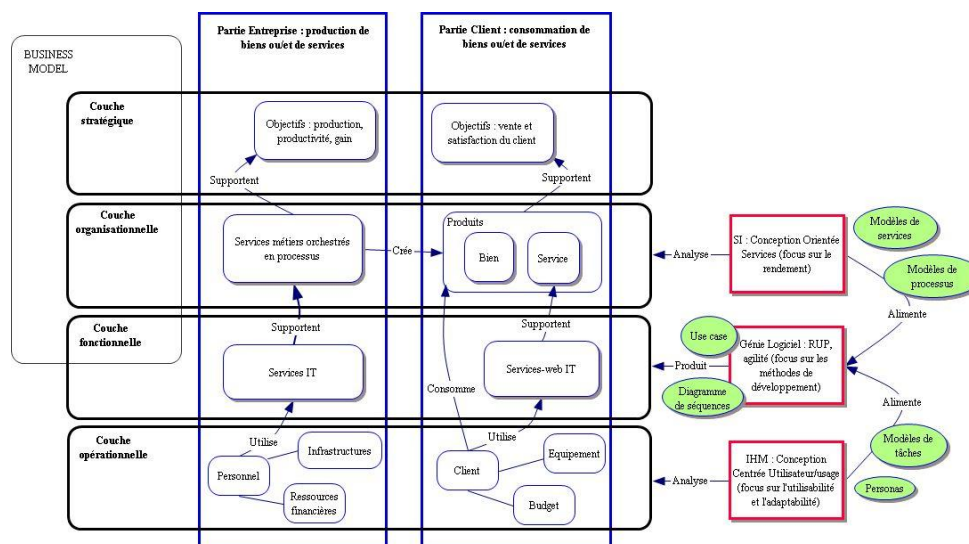 Partie Entreprise : production de
biens ou/et de services
Partie Client : consommation de
biens ou/et de services
BUSINESS
MODEL
Couche
stratégique
Objectifs : production,
productivité, gain
Objectifs : vente et
satisfaction du client
Supportent
Supportent
Couche
organisationnelle
Services métiers orchestrés
en processus
Crée
Produits
Bien
Service
Analyse
SI : Conception Orientée
Services (focus sur le
rendement)
Modèles de
services
Modèles de
processus
Alimente
Couche
fonctionnelle
Supportent
Supportent
Services IT
Consomme
Services-web IT
Use case
Produit
Diagramme
de séquences
Génie Logiciel : RUP,
agilité (focus sur les
méthodes de
développement)
Alimente
Couche
opérationnelle
Utilise
Personnel
Infrastructures
Ressources
financières
Utilise
Client
Equipement
Budget
Analyse
IHM : Conception
Centrée Utilisateur/usage
(focus sur l'utilisabilité
et l'adaptabilité)
Modèles de
tâches
Personas